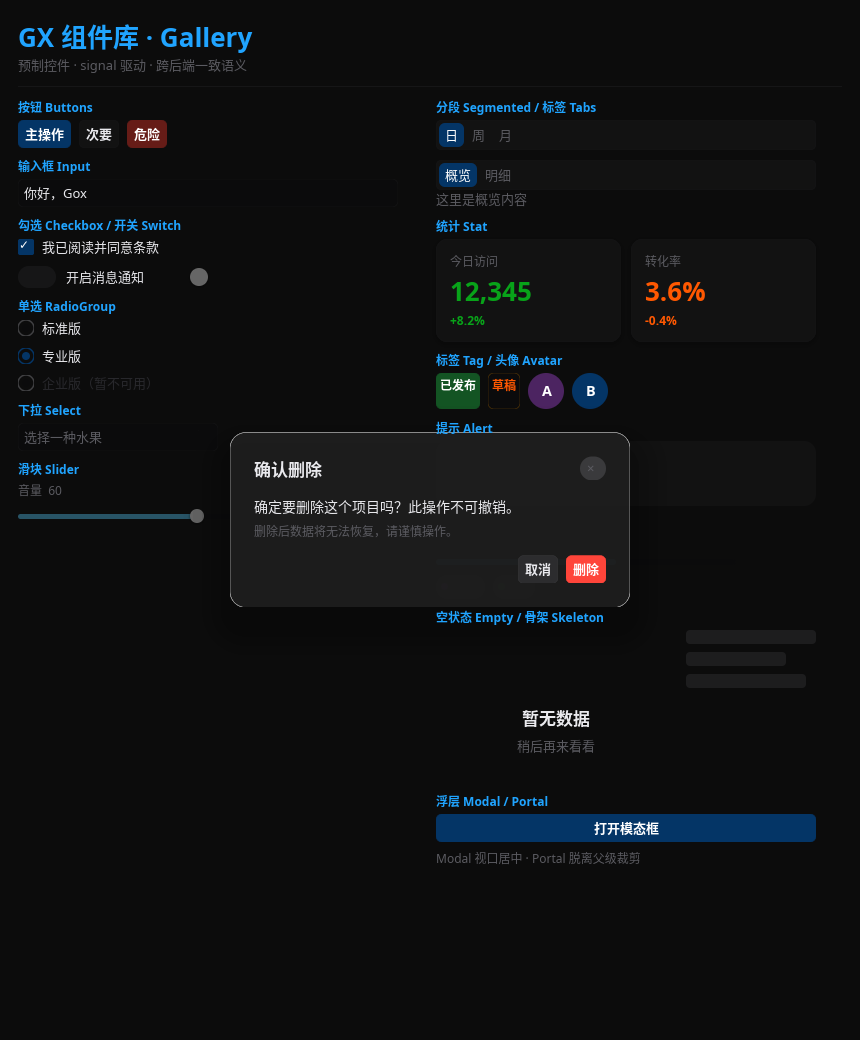 GX 组件库 · Gallery
预制控件 · signal 驱动 · 跨后端一致语义
按钮 Buttons
主操作 次要 危险
输入框 Input
你好，Gox
勾选 Checkbox / 开关 Switch
我已阅读并同意条款
开启消息通知
单选 RadioGroup
标准版
专业版
企业版（暂不可用）
下拉 Select
选择一种水果
滑块 Slider
音量 60
分段 Segmented / 标签 Tabs
日 周 月
概览 明细
这里是概览内容
统计 Stat
今日访问
12,345
+8.2%
转化率
3.6%
-0.4%
标签 Tag / 头像 Avatar
已发布 草稿 A B
提示 Alert
确认删除
×
确定要删除这个项目吗？此操作不可撤销。
删除后数据将无法恢复，请谨慎操作。
取消 删除
空状态 Empty / 骨架 Skeleton
暂无数据
稍后再来看看
浮层 Modal / Portal
打开模态框
Modal 视口居中 · Portal 脱离父级裁剪